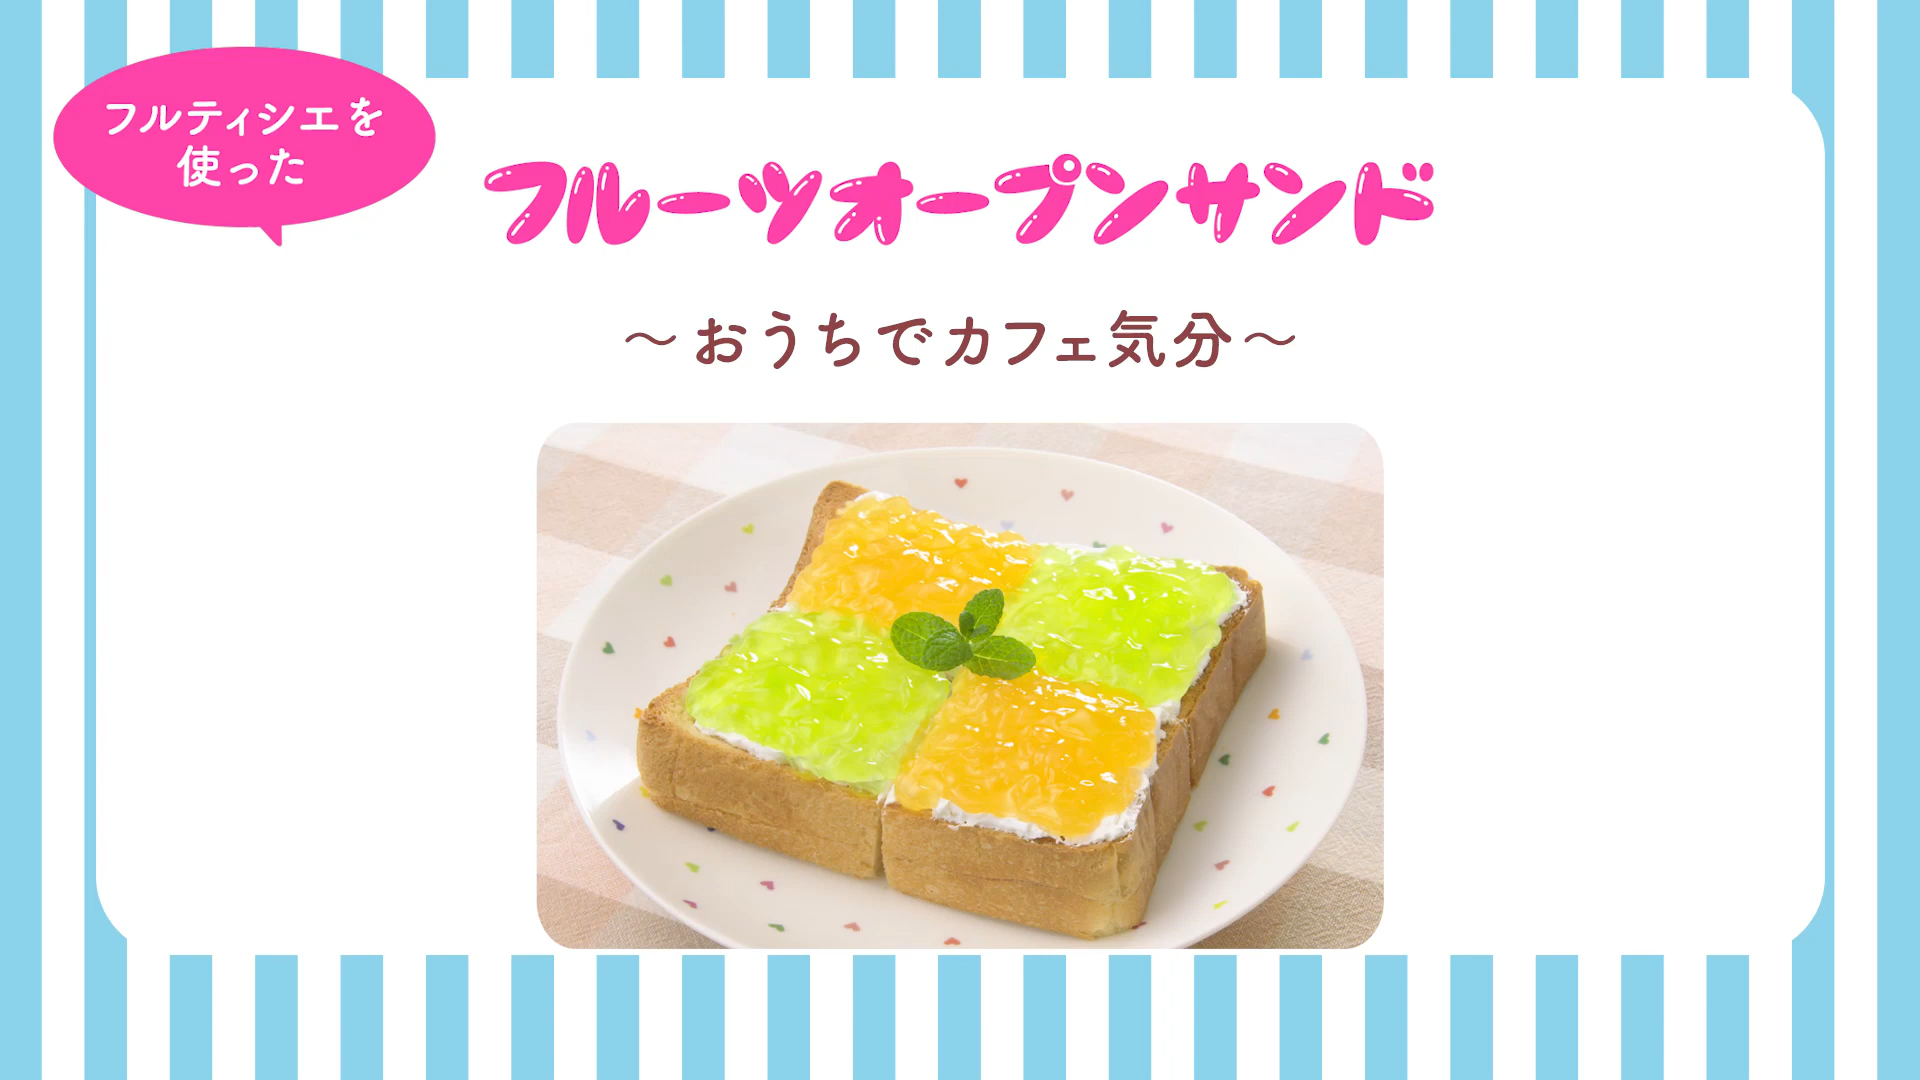 フルティシエを
使った
フルーツオープンサンド
～おうちでカフェ気分～